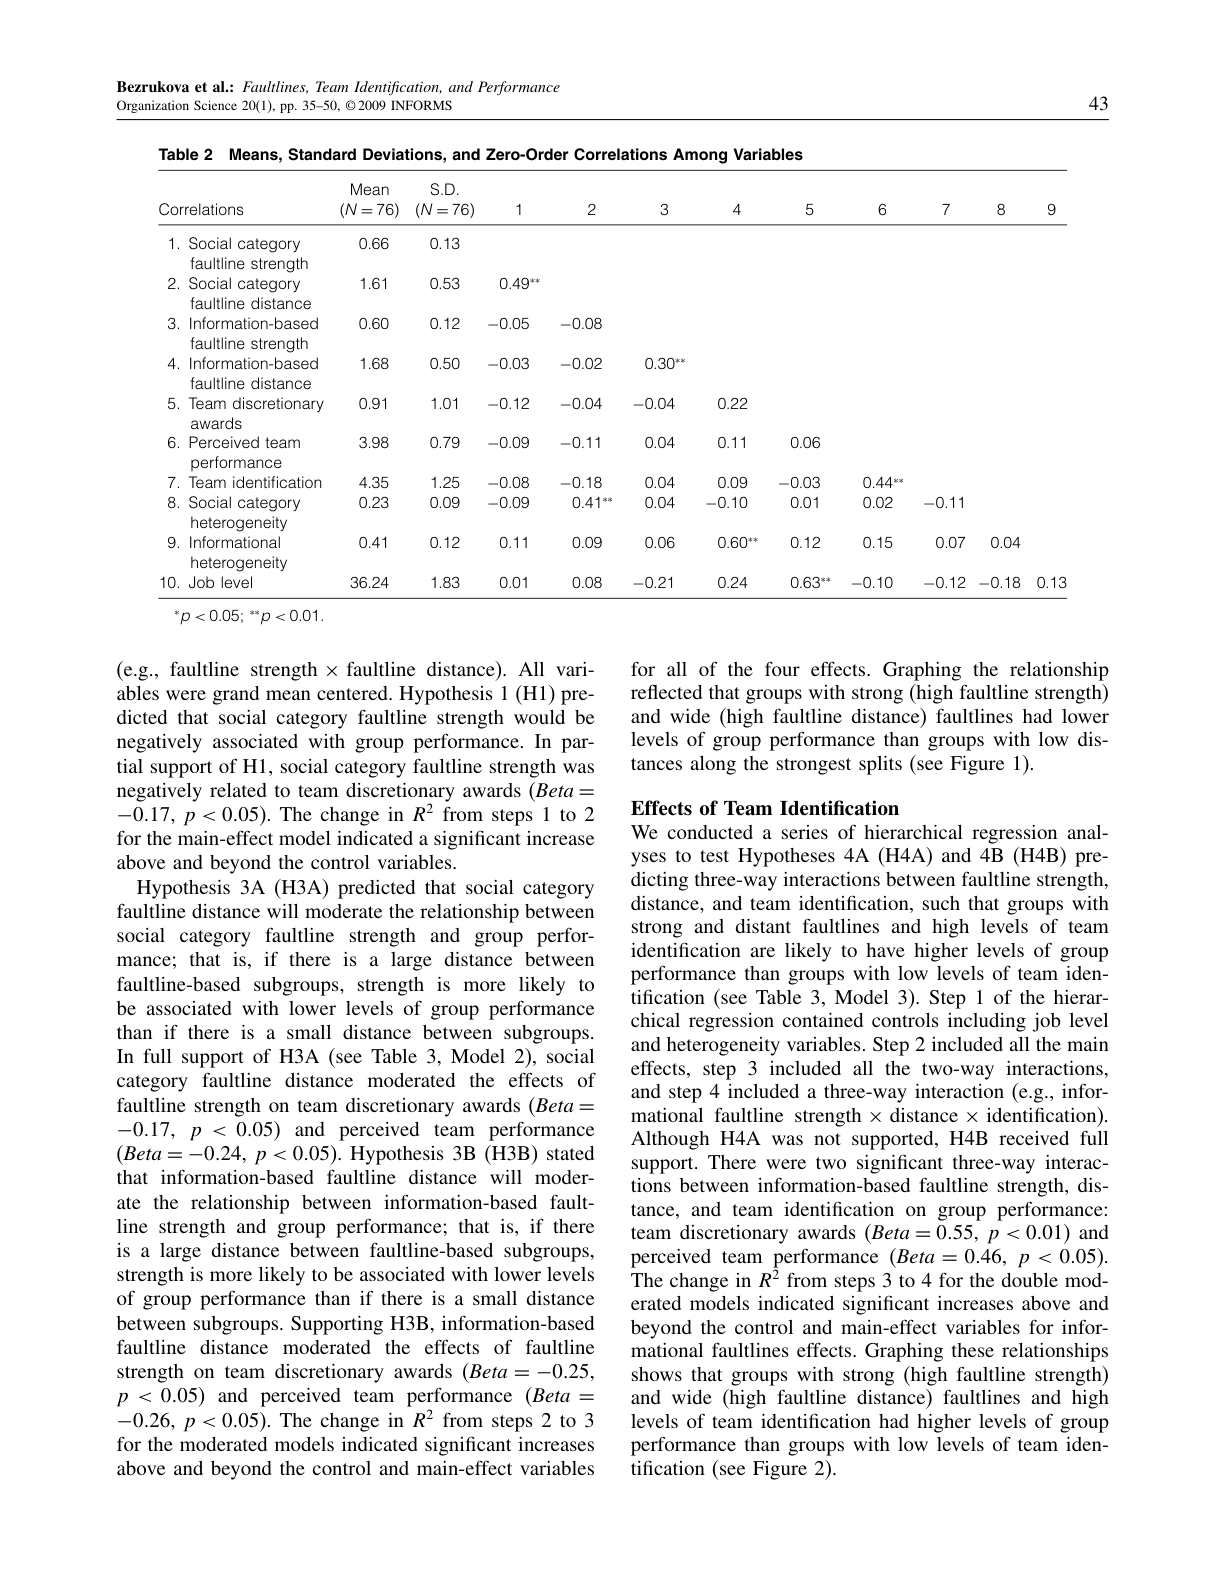 Bezrukova et al.: Faultlines, Team Identification, and Performance
Organization Science 20(1), pp. 35–50, © 2009 INFORMS
43
Table 2 Means, Standard Deviations, and Zero-Order Correlations Among Variables
Mean S.D.
Correlations (N = 76) (N = 76) 1 2 3 4 5 6 7 8 9
1. Social category 0.66 0.13
faultline strength
2. Social category 1.61 0.53 0.49**
faultline distance
3. Information-based 0.60 0.12 −0.05 −0.08
faultline strength
4. Information-based 1.68 0.50 −0.03 −0.02 0.30**
faultline distance
5. Team discretionary 0.91 1.01 −0.12 −0.04 −0.04 0.22
awards
6. Perceived team 3.98 0.79 −0.09 −0.11 0.04 0.11 0.06
performance
7. Team identification 4.35 1.25 −0.08 −0.18 0.04 0.09 −0.03 0.44**
8. Social category 0.23 0.09 −0.09 0.41** 0.04 −0.10 0.01 0.02 −0.11
heterogeneity
9. Informational 0.41 0.12 0.11 0.09 0.06 0.60** 0.12 0.15 0.07 0.04
heterogeneity
10. Job level 36.24 1.83 0.01 0.08 −0.21 0.24 0.63** −0.10 −0.12 −0.18 0.13
*p < 0.05; **p < 0.01.
(e.g., faultline strength × faultline distance). All vari-
ables were grand mean centered. Hypothesis 1 (H1) pre-
dicted that social category faultline strength would be
negatively associated with group performance. In par-
tial support of H1, social category faultline strength was
negatively related to team discretionary awards (Beta =
−0.17, p < 0.05). The change in R² from steps 1 to 2
for the main-effect model indicated a significant increase
above and beyond the control variables.
Hypothesis 3A (H3A) predicted that social category
faultline distance will moderate the relationship between
social category faultline strength and group perfor-
mance; that is, if there is a large distance between
faultline-based subgroups, strength is more likely to
be associated with lower levels of group performance
than if there is a small distance between subgroups.
In full support of H3A (see Table 3, Model 2), social
category faultline distance moderated the effects of
faultline strength on team discretionary awards (Beta =
−0.17, p < 0.05) and perceived team performance
(Beta = −0.24, p < 0.05). Hypothesis 3B (H3B) stated
that information-based faultline distance will moder-
ate the relationship between information-based fault-
line strength and group performance; that is, if there
is a large distance between faultline-based subgroups,
strength is more likely to be associated with lower levels
of group performance than if there is a small distance
between subgroups. Supporting H3B, information-based
faultline distance moderated the effects of faultline
strength on team discretionary awards (Beta = −0.25,
p < 0.05) and perceived team performance (Beta =
−0.26, p < 0.05). The change in R² from steps 2 to 3
for the moderated models indicated significant increases
above and beyond the control and main-effect variables
for all of the four effects. Graphing the relationship
reflected that groups with strong (high faultline strength)
and wide (high faultline distance) faultlines had lower
levels of group performance than groups with low dis-
tances along the strongest splits (see Figure 1).
Effects of Team Identification
We conducted a series of hierarchical regression anal-
yses to test Hypotheses 4A (H4A) and 4B (H4B) pre-
dicting three-way interactions between faultline strength,
distance, and team identification, such that groups with
strong and distant faultlines and high levels of team
identification are likely to have higher levels of group
performance than groups with low levels of team iden-
tification (see Table 3, Model 3). Step 1 of the hierar-
chical regression contained controls including job level
and heterogeneity variables. Step 2 included all the main
effects, step 3 included all the two-way interactions,
and step 4 included a three-way interaction (e.g., infor-
mational faultline strength × distance × identification).
Although H4A was not supported, H4B received full
support. There were two significant three-way interac-
tions between information-based faultline strength, dis-
tance, and team identification on group performance:
team discretionary awards (Beta = 0.55, p < 0.01) and
perceived team performance (Beta = 0.46, p < 0.05).
The change in R² from steps 3 to 4 for the double mod-
erated models indicated significant increases above and
beyond the control and main-effect variables for infor-
mational faultlines effects. Graphing these relationships
shows that groups with strong (high faultline strength)
and wide (high faultline distance) faultlines and high
levels of team identification had higher levels of group
performance than groups with low levels of team iden-
tification (see Figure 2).